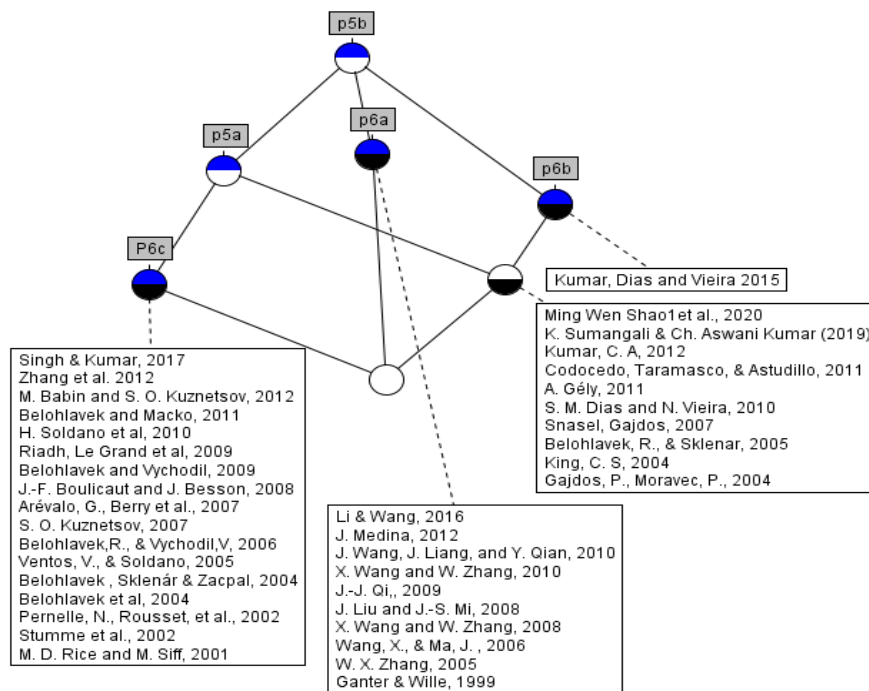 p5b
p5a
p6a
p6b
P6c
Kumar, Dias and Vieira 2015
Ming Wen Shao1et al., 2020
K. Sumangali & Ch. Aswani Kumar (2019)
Kumar, C. A, 2012
Codocedo, Taramasco, & Astudillo, 2011
A. Gély, 2011
S. M. Dias and N. Vieira, 2010
Snasel, Gajdos, 2007
Belohlavek, R., & Sklenar, 2005
King, C. S, 2004
Gajdos, P., Moravec, P., 2004
Singh & Kumar, 2017
Zhang et al. 2012
M. Babin and S. O. Kuznetsov, 2012
Belohlavek and Macko, 2011
H. Soldano et al, 2010
Riadh, Le Grand et al, 2009
Belohlavek and Vychodil, 2009
J.-F. Boulicaut and J. Besson, 2008
Arévalo, G., Berry et al., 2007
S. O. Kuznetsov, 2007
Belohlavek,R., & Vychodil,V, 2006
Ventos, V., & Soldano, 2005
Belohlavek , Sklenár & Zacpal, 2004
Belohlavek et al, 2004
Pernelle, N., Rousset, et al., 2002
Stumme et al., 2002
M. D. Rice and M. Siff, 2001
Li & Wang, 2016
J. Medina, 2012
J. Wang, J. Liang, and Y. Qian, 2010
X. Wang and W. Zhang, 2010
J.-J. Qi,, 2009
J. Liu and J.-S. Mi, 2008
X. Wang and W. Zhang, 2008
Wang, X., & Ma, J. , 2006
W. X. Zhang, 2005
Ganter & Wille, 1999